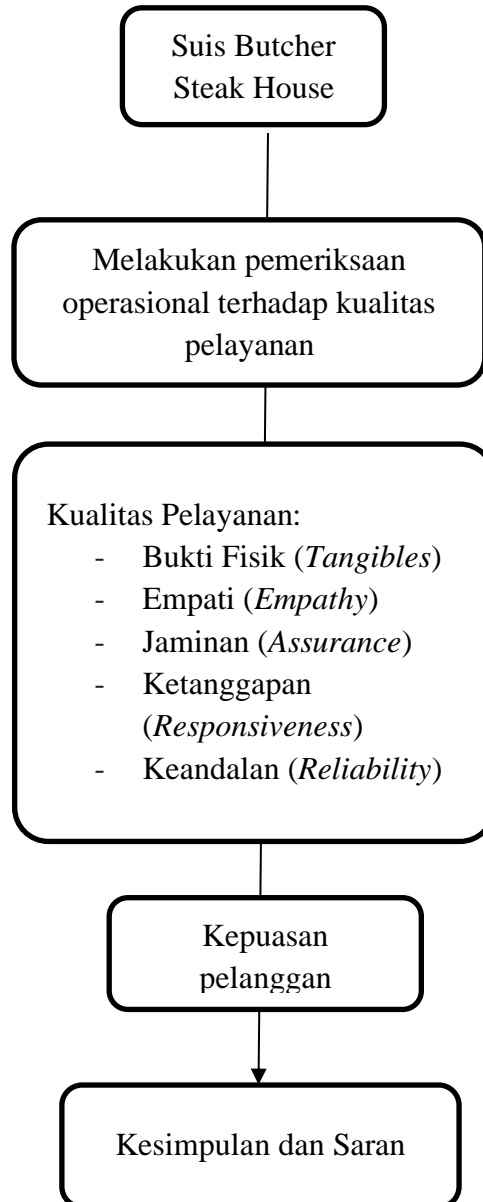 Suis Butcher
Steak House
Melakukan pemeriksaan
operasional terhadap kualitas
pelayanan
Kualitas Pelayanan:
- Bukti Fisik (Tangibles)
- Empati (Empathy)
- Jaminan (Assurance)
- Ketanggapan
(Responsiveness)
- Keandalan (Reliability)
Kepuasan
pelanggan
Kesimpulan dan Saran